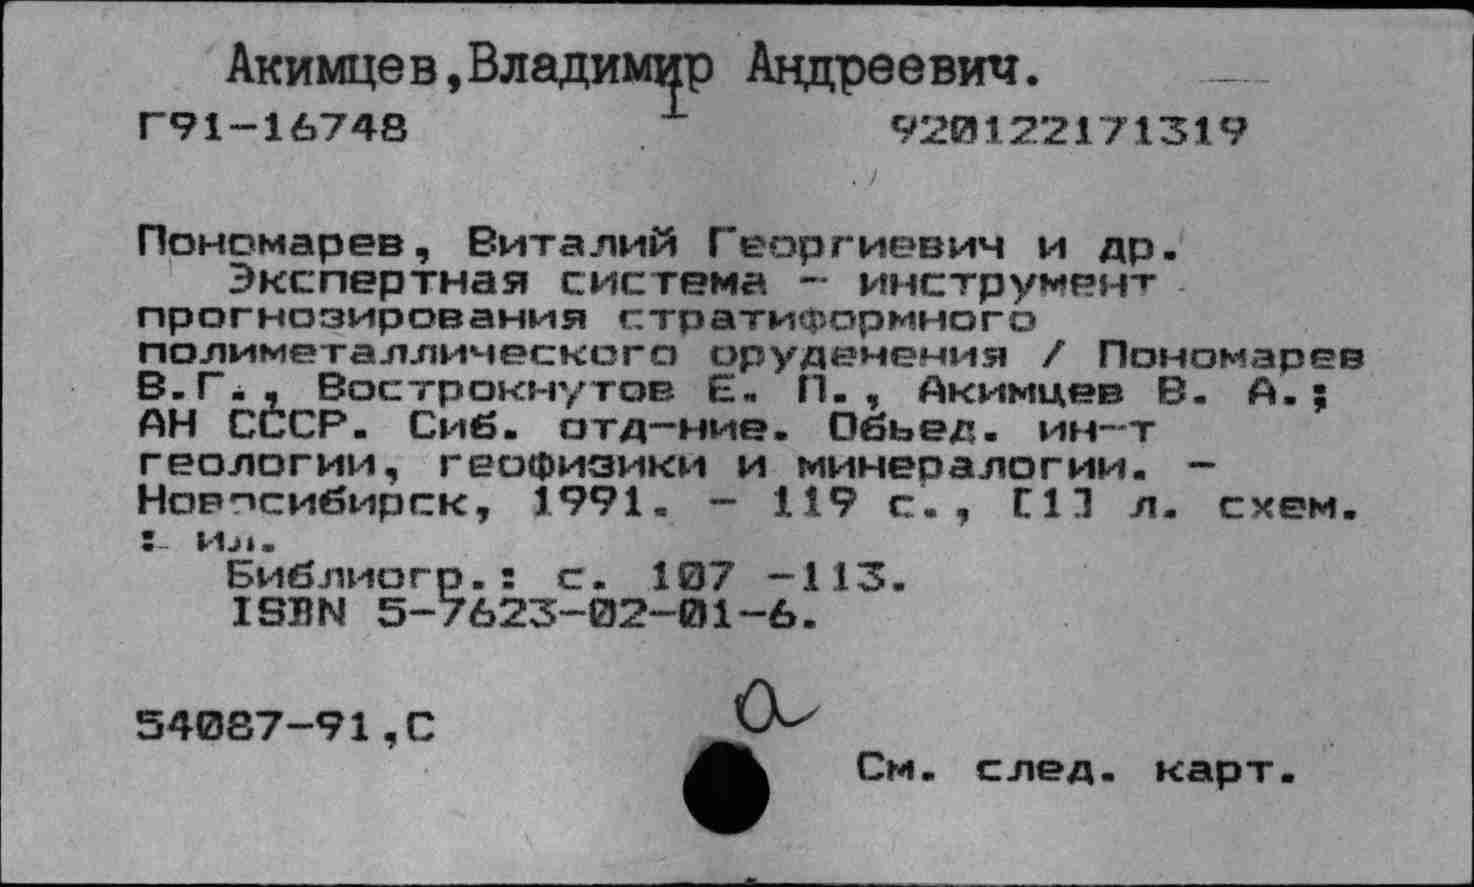 Акимцев,Владимир Андреевич.
Г91-16748 920122171319
Пономарев, Виталий Георгиевич и др.
Экспертная система - инструмент
прогнозирования стратиформного
полиметаллического оруденения / Пономарев
В.Г., Вострокнутов Е. П., Акимцев В. А.;
АН СССР. Сиб. отд-ние. Обьед. ин-т
геологии, геофизики и минералогии. -
Новосибирск, 1991. - 119 с., [1] л. схем.
: ил.
Библиогр.: с. 107 -113.
ISBN 5-7623-02-01-6.
54087-91,С
См. след. карт.